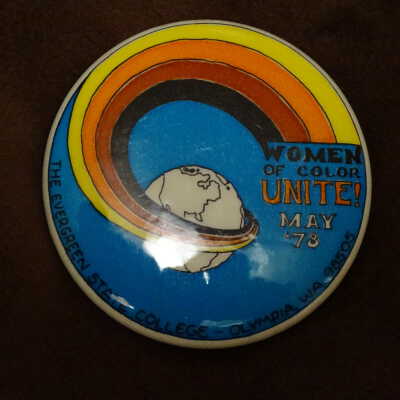 WOMEN
OF COLOR
UNITE!
MAY
'78
THE EVERGREEN STATE COLLEGE - OLYMPIA WA 98505